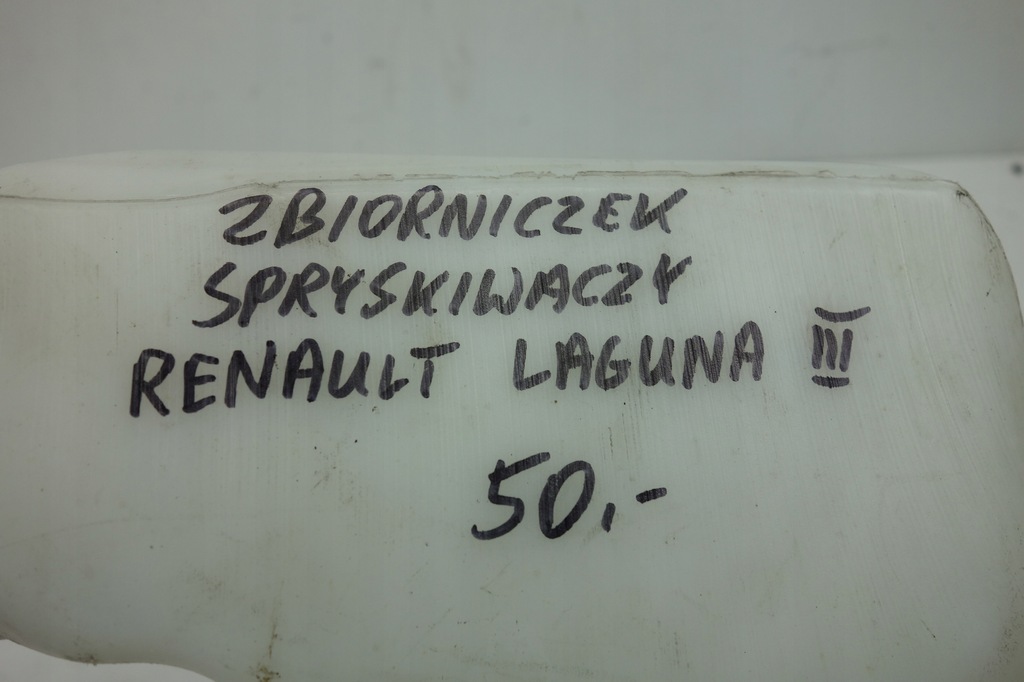 ZBIORNICZEK
SPRYSKIWACZY
RENAULT LAGUNA III
50,-